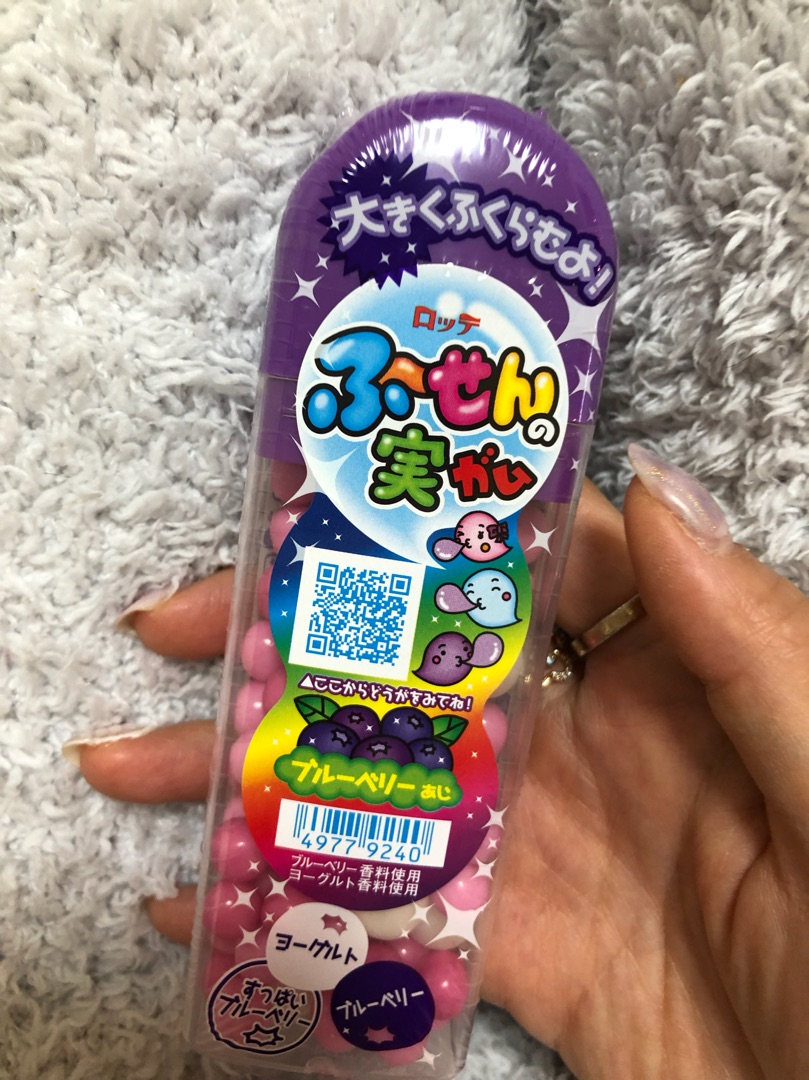 大きくふくらむよ!
ロッテ
ふ〜せんの
実ガム
▲ここからどうがをみてね!
ブルーベリーあじ
4977 9240
ブルーベリー香料使用
ヨーグルト香料使用
ヨーグルト
すっぱい
ブルーベリー
ブルーベリー